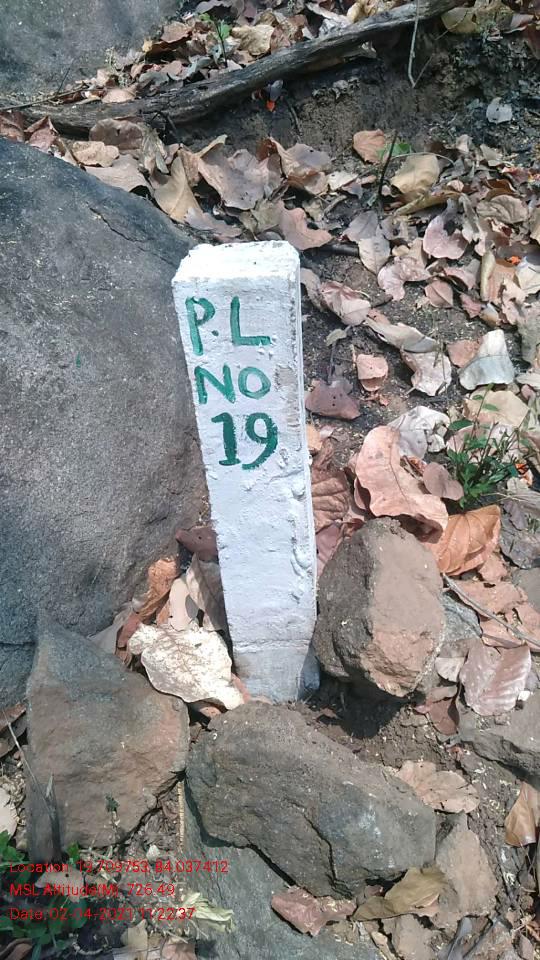 P.L
NO
19
Location: 19.709753, 84.037412
MSL Altitude(M): 726.49
Date: 02-04-2021 11:22:37